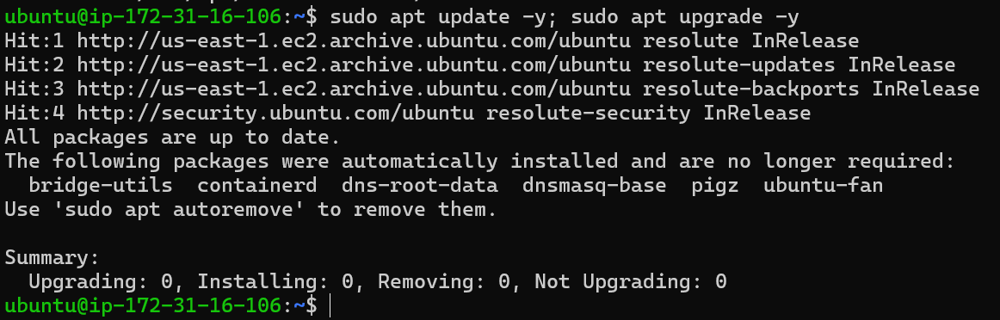 ubuntu@ip-172-31-16-106:~$ sudo apt update -y; sudo apt upgrade -y
Hit:1 http://us-east-1.ec2.archive.ubuntu.com/ubuntu resolute InRelease
Hit:2 http://us-east-1.ec2.archive.ubuntu.com/ubuntu resolute-updates InRelease
Hit:3 http://us-east-1.ec2.archive.ubuntu.com/ubuntu resolute-backports InRelease
Hit:4 http://security.ubuntu.com/ubuntu resolute-security InRelease
All packages are up to date.
The following packages were automatically installed and are no longer required:
  bridge-utils  containerd  dns-root-data  dnsmasq-base  pigz  ubuntu-fan
Use 'sudo apt autoremove' to remove them.

Summary:
  Upgrading: 0, Installing: 0, Removing: 0, Not Upgrading: 0
ubuntu@ip-172-31-16-106:~$